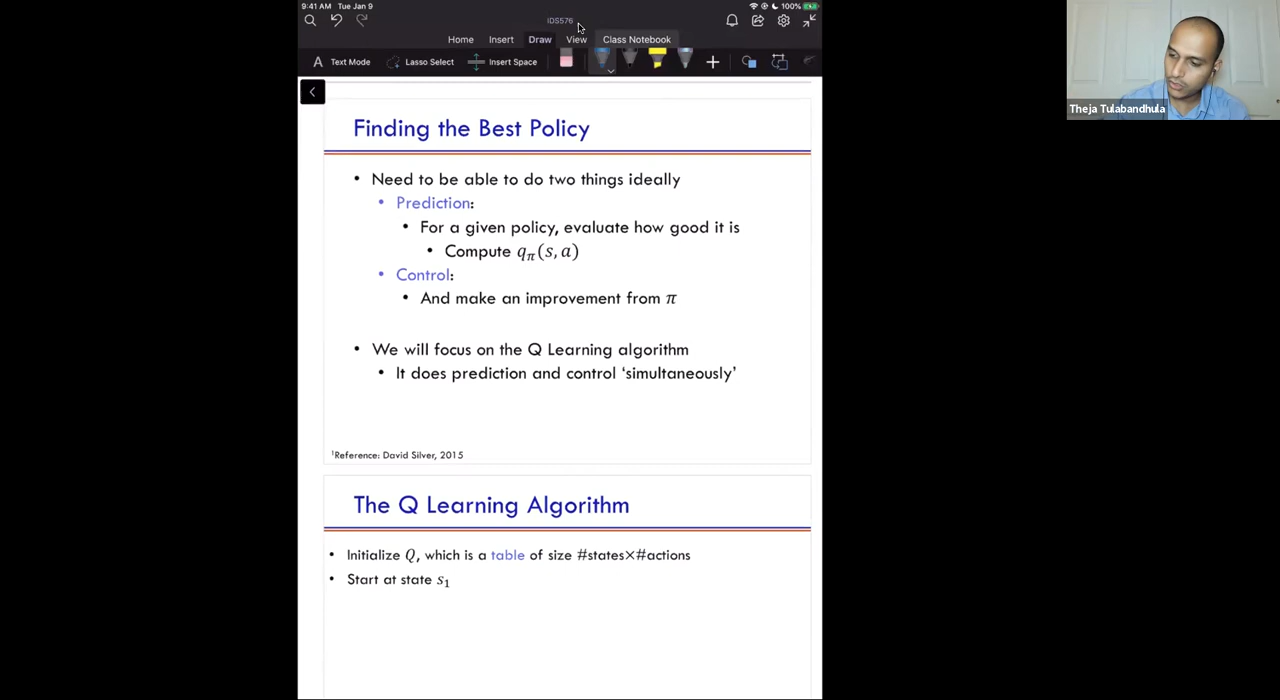 9:41 AM Tue Jan 9
100%
IDS576
Home Insert Draw View Class Notebook
Text Mode Lasso Select Insert Space
Theja Tulabandhula
Finding the Best Policy
• Need to be able to do two things ideally
• Prediction:
• For a given policy, evaluate how good it is
• Compute qπ(s, a)
• Control:
• And make an improvement from π
• We will focus on the Q Learning algorithm
• It does prediction and control ‘simultaneously’
¹Reference: David Silver, 2015
The Q Learning Algorithm
• Initialize Q, which is a table of size #states×#actions
• Start at state s₁